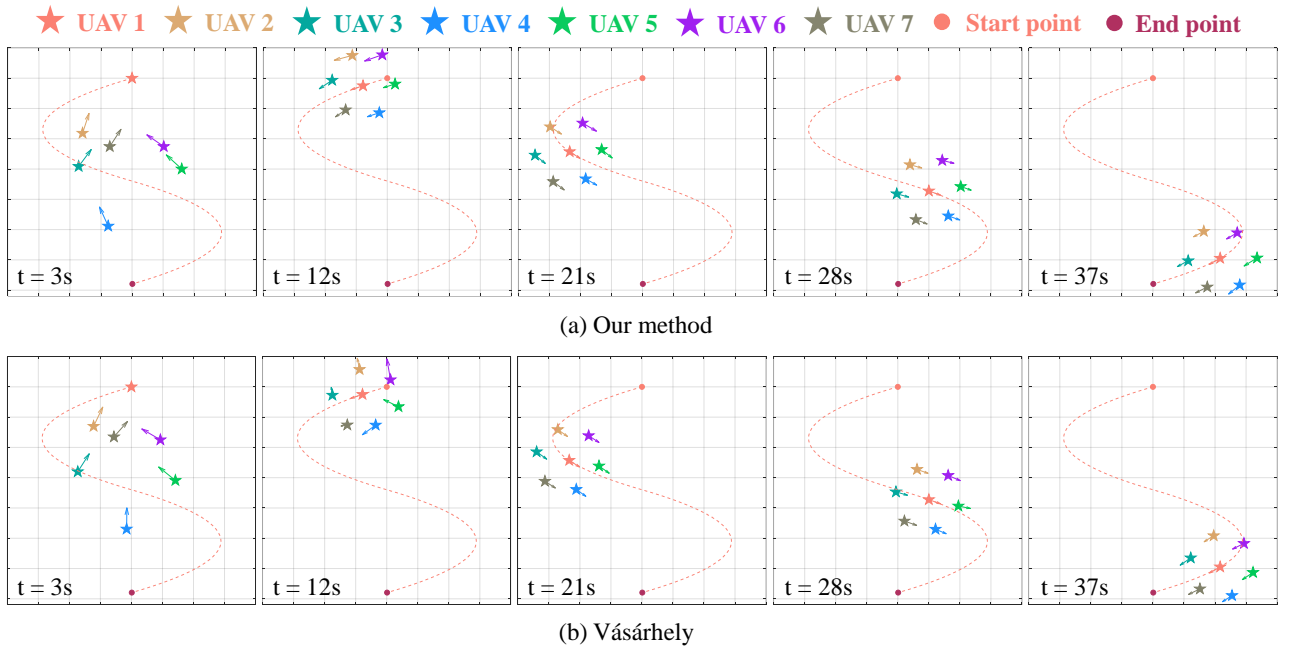 UAV 1 UAV 2 UAV 3 UAV 4 UAV 5 UAV 6 UAV 7 Start point End point
t = 3s t = 12s t = 21s t = 28s t = 37s
(a) Our method
t = 3s t = 12s t = 21s t = 28s t = 37s
(b) Vásárhely